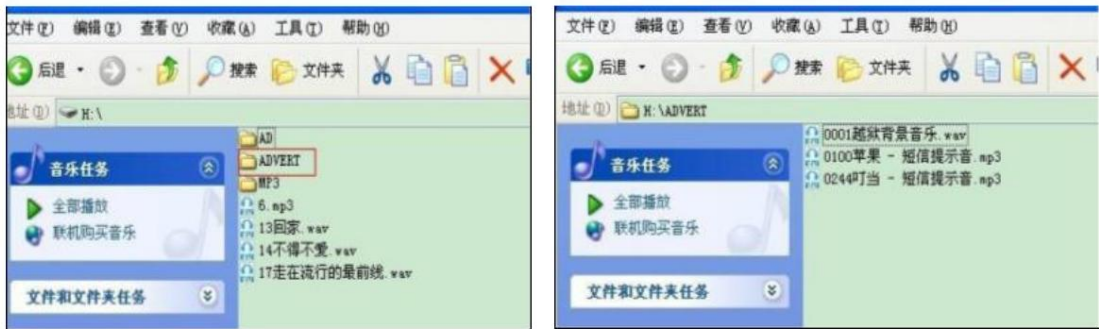 文件(F) 编辑(E) 查看(V) 收藏(A) 工具(T) 帮助(H)
后退 搜索 文件夹
地址(D) H:\
音乐任务
全部播放
联机购买音乐
文件和文件夹任务
AD
ADVERT
MP3
6.mp3
13回家.wav
14不得不爱.wav
17走在流行的最前线.wav
文件(F) 编辑(E) 查看(V) 收藏(A) 工具(T) 帮助(H)
后退 搜索 文件夹
地址(D) H:\ADVERT
音乐任务
全部播放
联机购买音乐
文件和文件夹任务
0001越狱背景音乐.wav
0100苹果 - 短信提示音.mp3
0244叮当 - 短信提示音.mp3